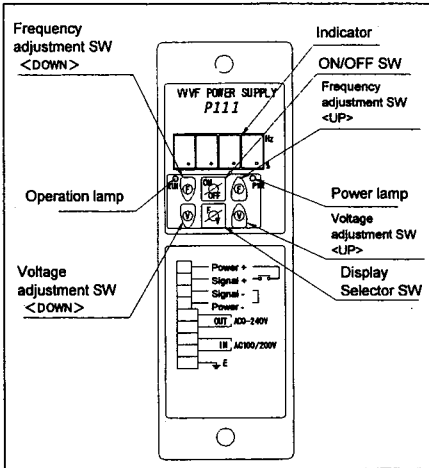 Frequency
adjustment SW
<DOWN>
Indicator
ON/OFF SW
Frequency
adjustment SW
<UP>
VVVF POWER SUPPLY
P111
Hz
s
RUN
F
ON
OFF
F
PWR
V
F
V
V
Operation lamp
Power lamp
Voltage
adjustment SW
<UP>
Display
Selector SW
Voltage
adjustment SW
<DOWN>
Power +
Signal +
Signal -
Power -
OUT AC0-240V
IN AC100/200V
E